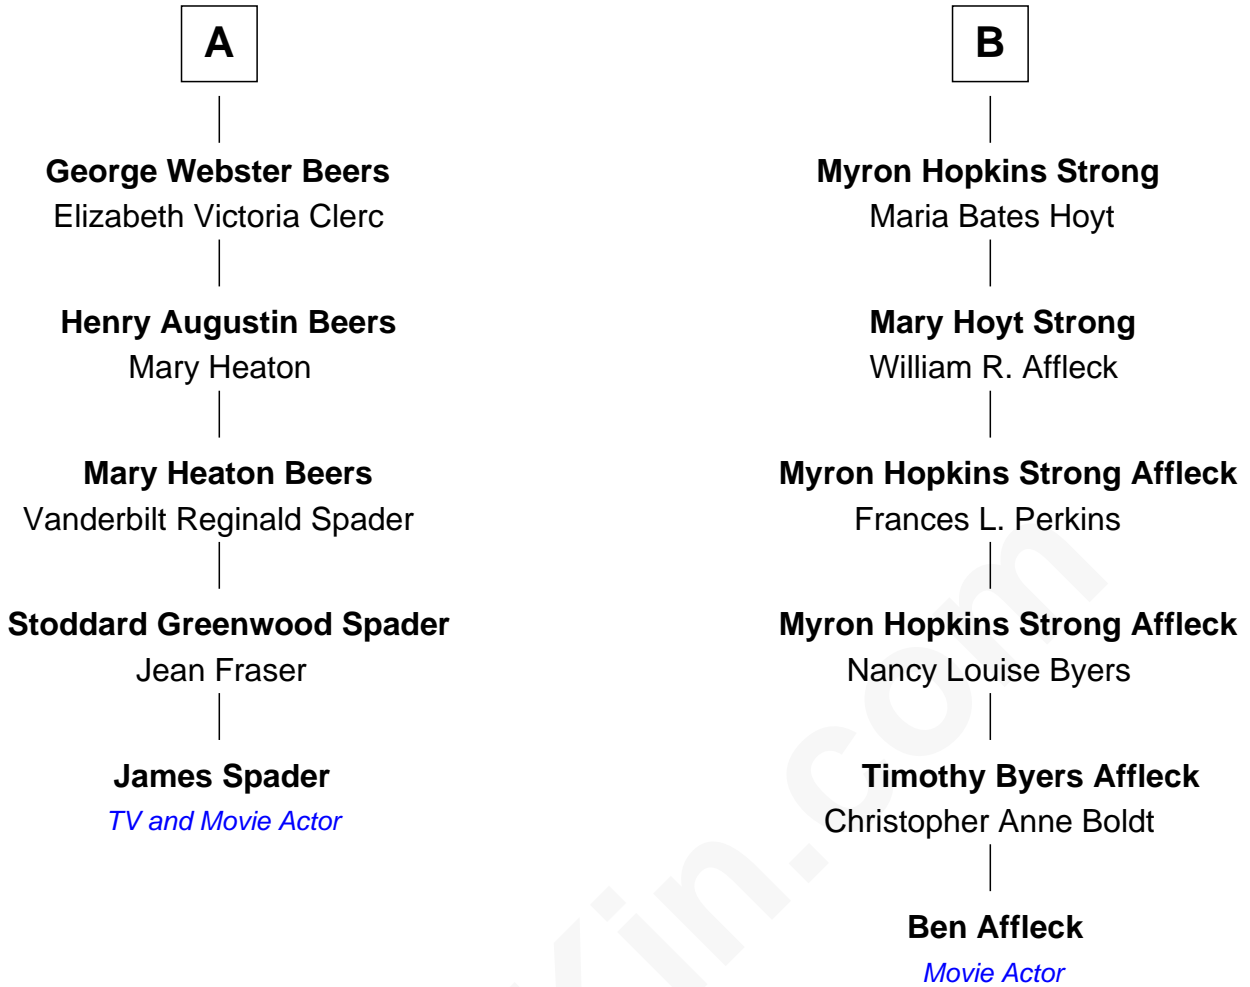 A
George Webster Beers
Elizabeth Victoria Clerc
Henry Augustin Beers
Mary Heaton
Mary Heaton Beers
Vanderbilt Reginald Spader
Stoddard Greenwood Spader
Jean Fraser
James Spader
TV and Movie Actor
B
Myron Hopkins Strong
Maria Bates Hoyt
Mary Hoyt Strong
William R. Affleck
Myron Hopkins Strong Affleck
Frances L. Perkins
Myron Hopkins Strong Affleck
Nancy Louise Byers
Timothy Byers Affleck
Christopher Anne Boldt
Ben Affleck
Movie Actor
Kin.com